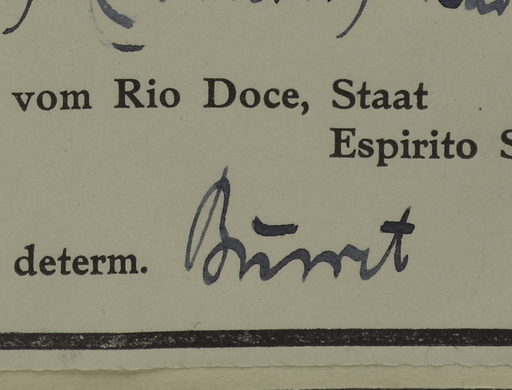 vom Rio Doce, Staat
Espirito S
determ. Burret